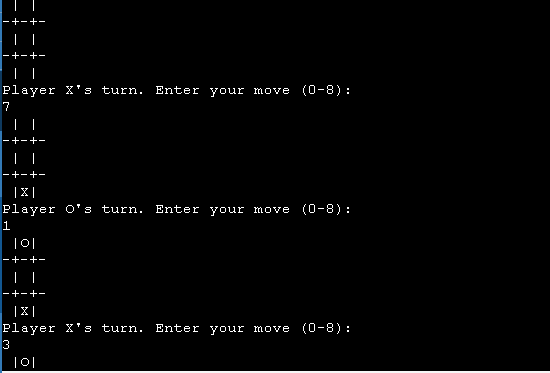 | |
-+-+-
 | |
-+-+-
 | |
Player X's turn. Enter your move (0-8):
7
 | |
-+-+-
 | |
-+-+-
 |X|
Player O's turn. Enter your move (0-8):
1
 |O|
-+-+-
 | |
-+-+-
 |X|
Player X's turn. Enter your move (0-8):
3
 |O|